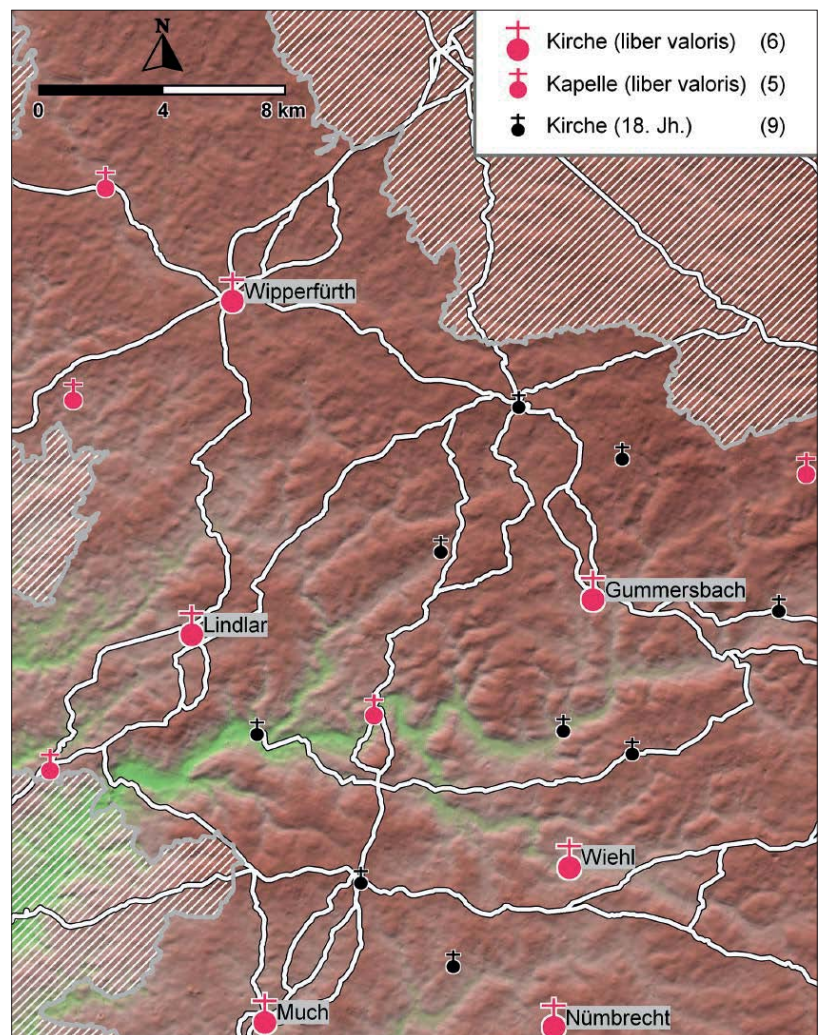 N
0 4 8 km
Kirche (liber valoris) (6)
Kapelle (liber valoris) (5)
Kirche (18. Jh.) (9)
Wipperfürth
Gummersbach
Lindlar
Wiehl
Much
Nümbrecht